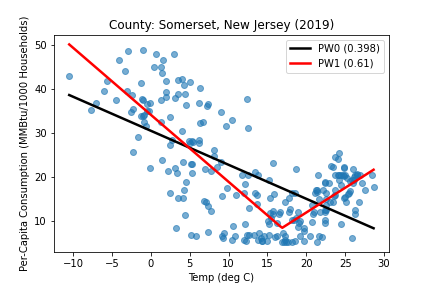 County: Somerset, New Jersey (2019)
Per-Capita Consumption (MMBtu/1000 Households)
50
40
30
20
10
PW0 (0.398)
PW1 (0.61)
−10 −5 0 5 10 15 20 25 30
Temp (deg C)